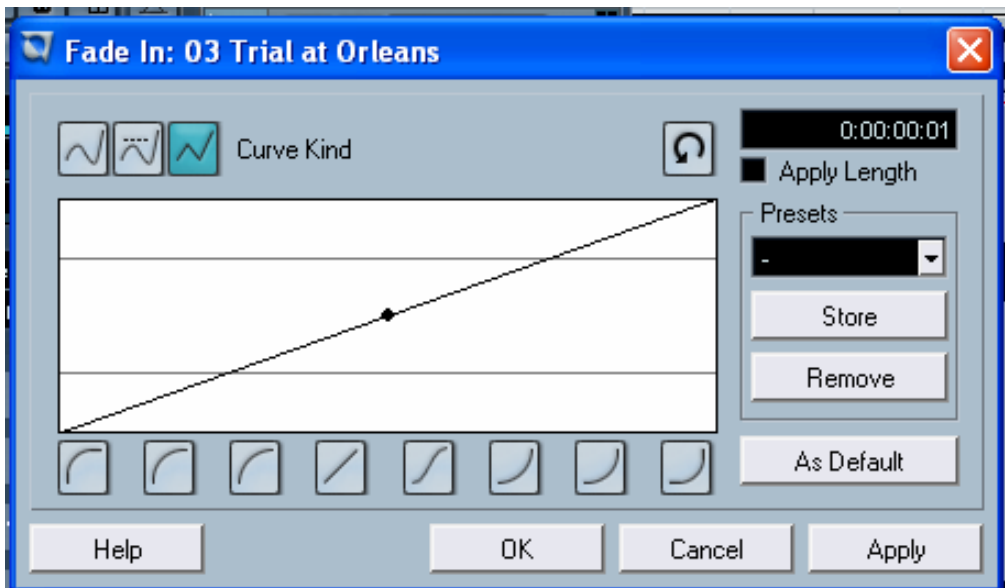 Fade In: 03 Trial at Orleans
Curve Kind
0:00:00:01
Apply Length
Presets
-
Store
Remove
As Default
Help
OK
Cancel
Apply